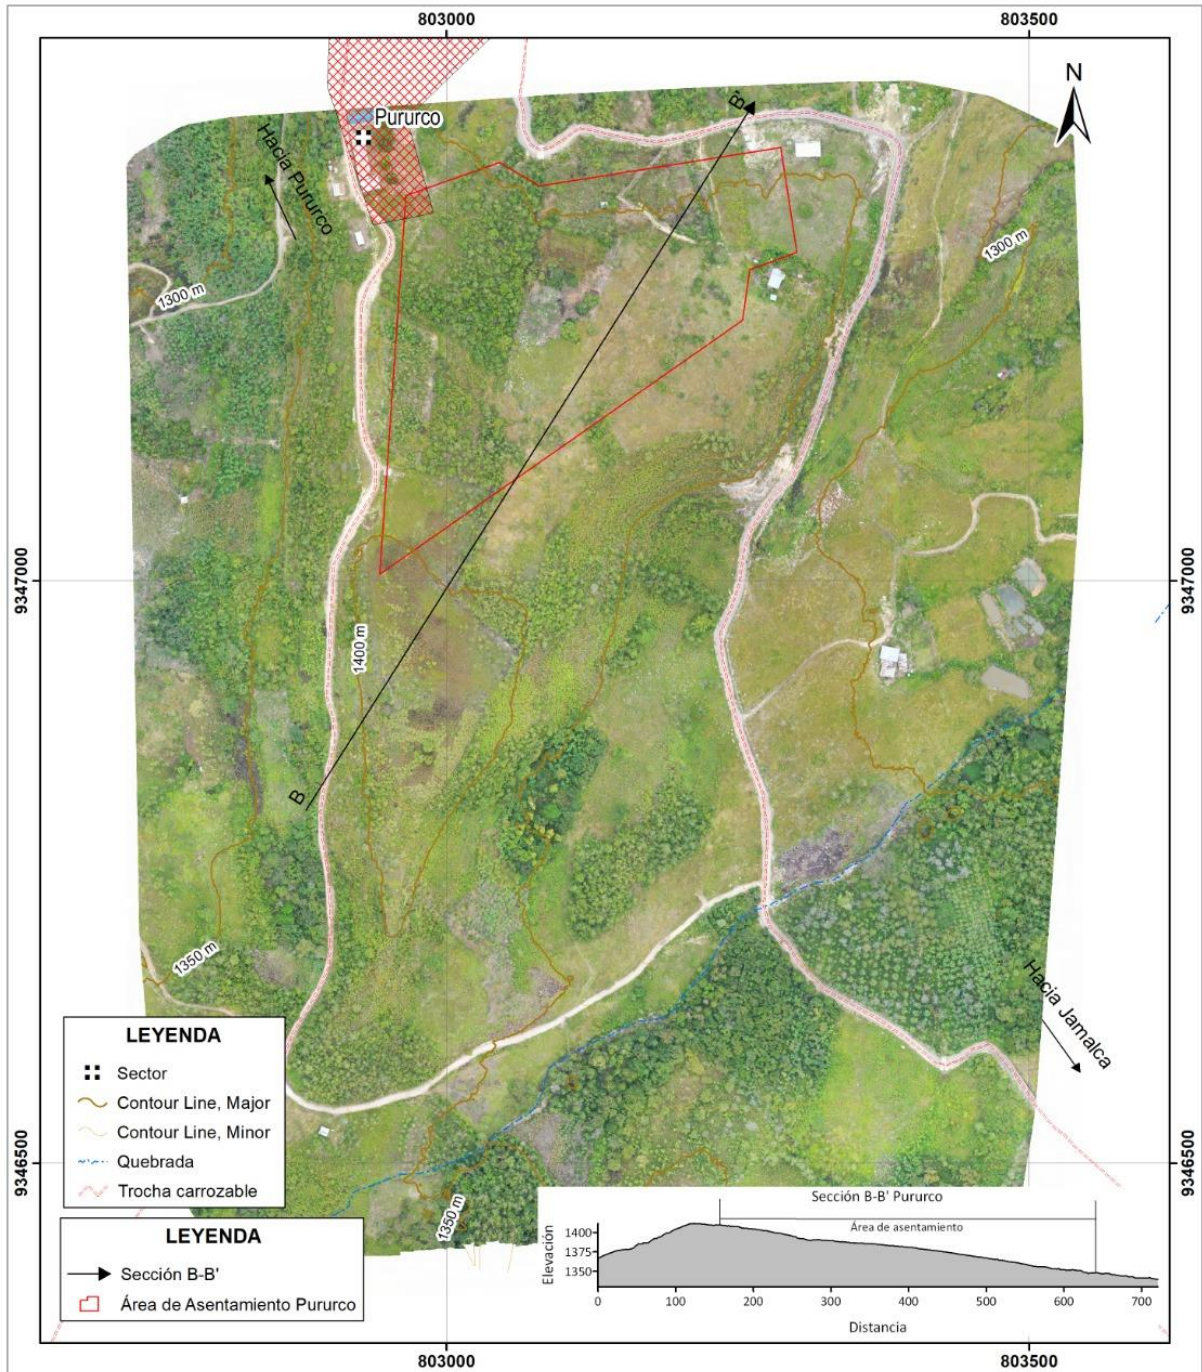 803000
803500
N
B'
Pururco
Hacia Pururco
1300 m
1300 m
9347000
9347000
1400 m
B
1350 m
Hacia Jamalca
LEYENDA
Sector
Contour Line, Major
Contour Line, Minor
Quebrada
Trocha carrozable
9346500
9346500
1350 m
LEYENDA
Sección B-B'
Área de Asentamiento Pururco
Sección B-B' Pururco
Área de asentamiento
Elevación
1400
1375
1350
0 100 200 300 400 500 600 700
Distancia
803000
803500